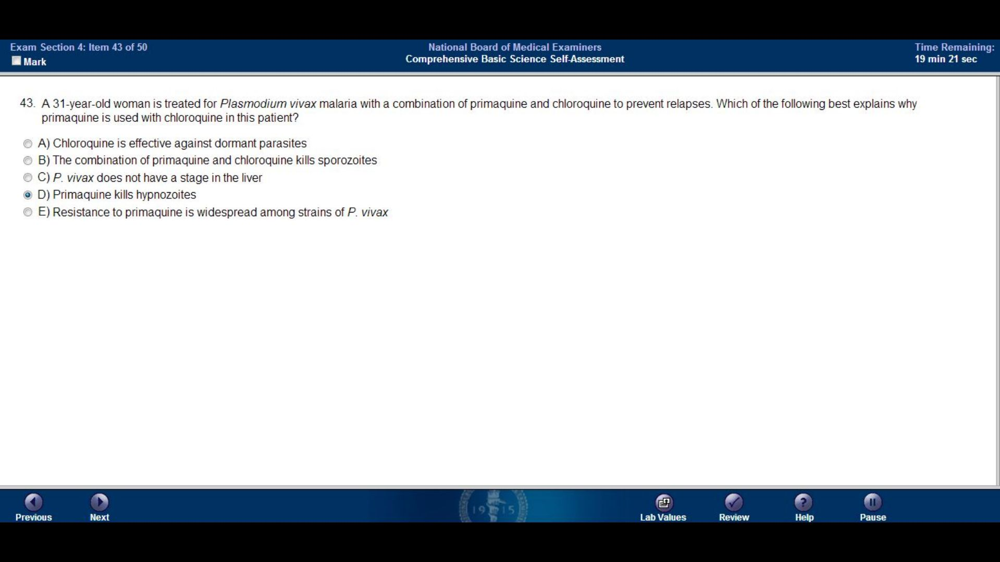 Exam Section 4: Item 43 of 50
Mark
National Board of Medical Examiners
Comprehensive Basic Science Self-Assessment
Time Remaining:
19 min 21 sec
43. A 31-year-old woman is treated for Plasmodium vivax malaria with a combination of primaquine and chloroquine to prevent relapses. Which of the following best explains why
primaquine is used with chloroquine in this patient?
A) Chloroquine is effective against dormant parasites
B) The combination of primaquine and chloroquine kills sporozoites
C) P. vivax does not have a stage in the liver
D) Primaquine kills hypnozoites
E) Resistance to primaquine is widespread among strains of P. vivax
Previous
Next
1915
Lab Values
Review
Help
Pause